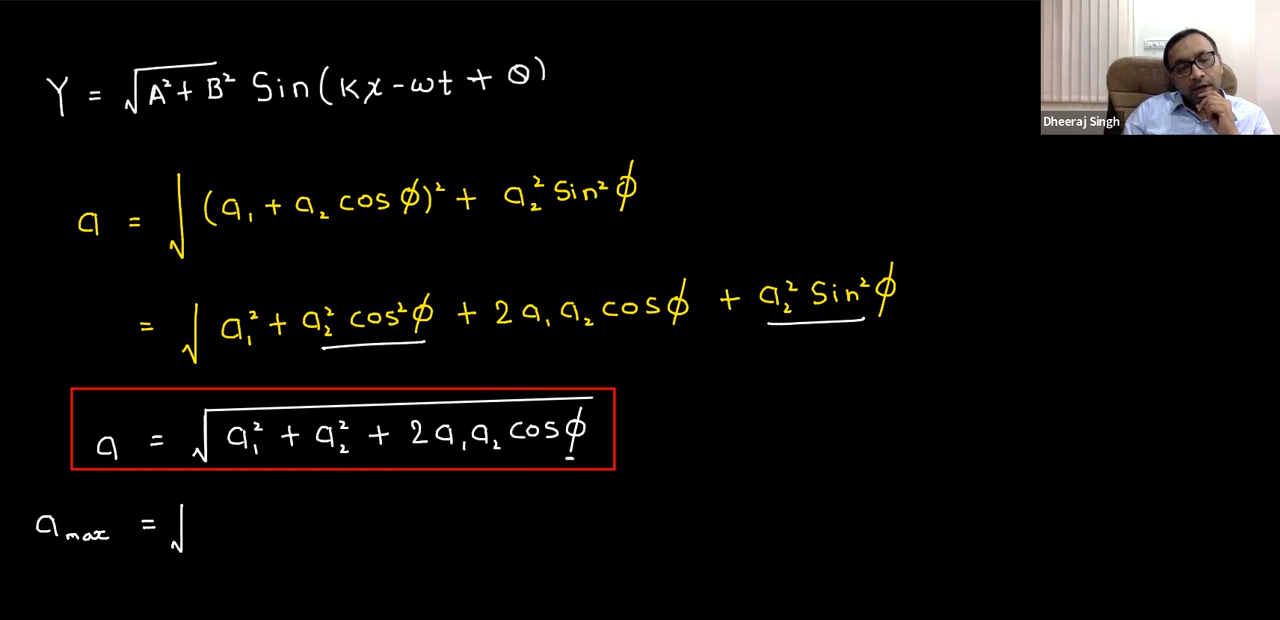 Y = √A² + B² Sin(Kx - ωt + θ)
Dheeraj Singh
a = √(a₁ + a₂ cos ϕ)² + a₂² Sin² ϕ
= √a₁² + a₂² cos² ϕ + 2a₁a₂ cos ϕ + a₂² Sin² ϕ
a = √a₁² + a₂² + 2a₁a₂ cos ϕ
a max = √